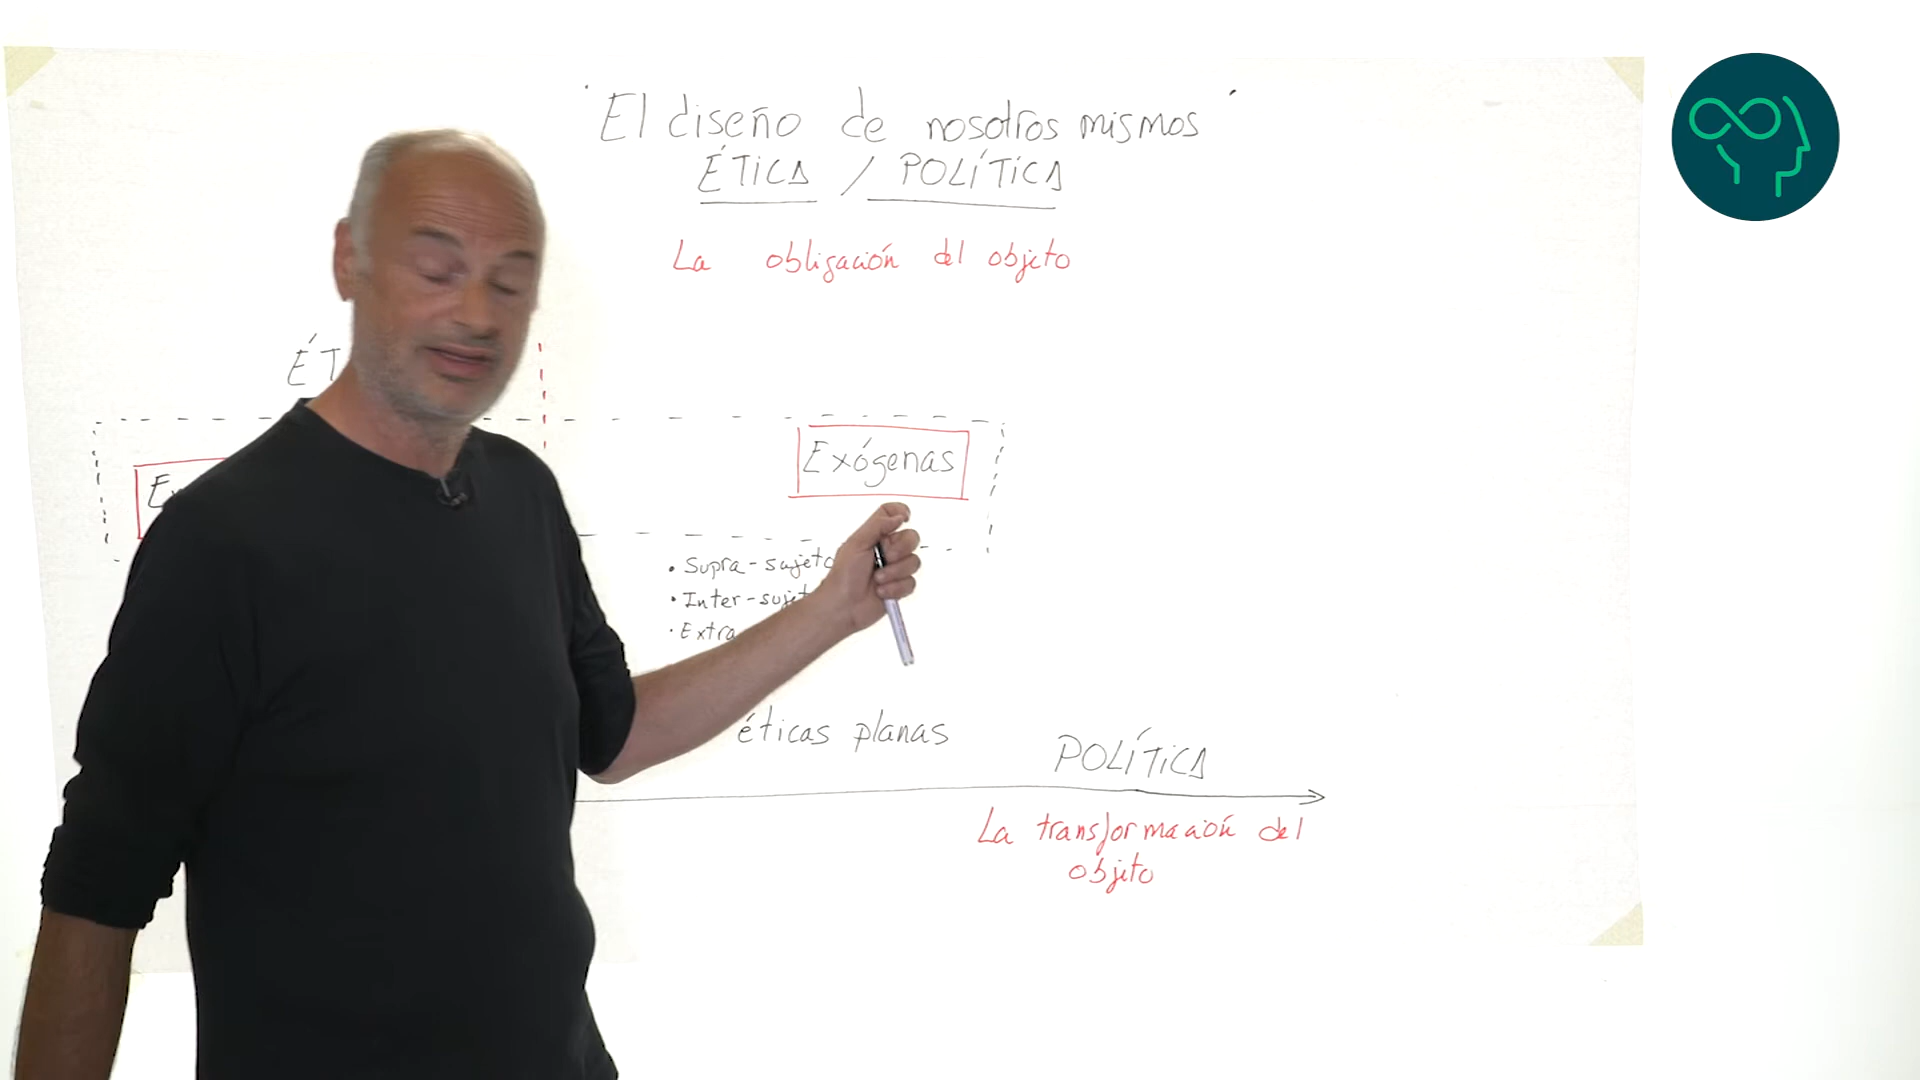 "El diseño de nosotros mismos"
ÉTICA / POLÍTICA
La obligación del objeto
Exógenas
• Supra-sujeto
• Inter-sujet
• Extra
éticas planas
POLÍTICA
La transformación del
objeto